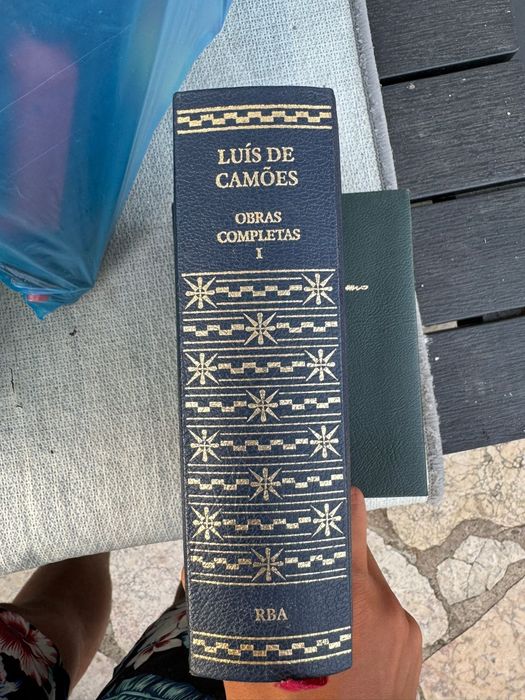 LUÍS DE
CAMÕES
OBRAS
COMPLETAS
I
RBA